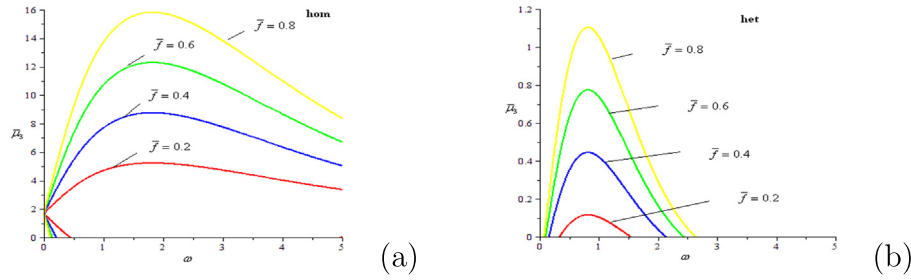 16
14
12
10
8
6
4
2
0
μ̄₃
hom
f̄ = 0.8
f̄ = 0.6
f̄ = 0.4
f̄ = 0.2
0 1 2 3 4 5
ω
(a)
1.2
1
0.8
0.6
0.4
0.2
0
μ̄₃
het
f̄ = 0.8
f̄ = 0.6
f̄ = 0.4
f̄ = 0.2
0 1 2 3 4 5
ω
(b)